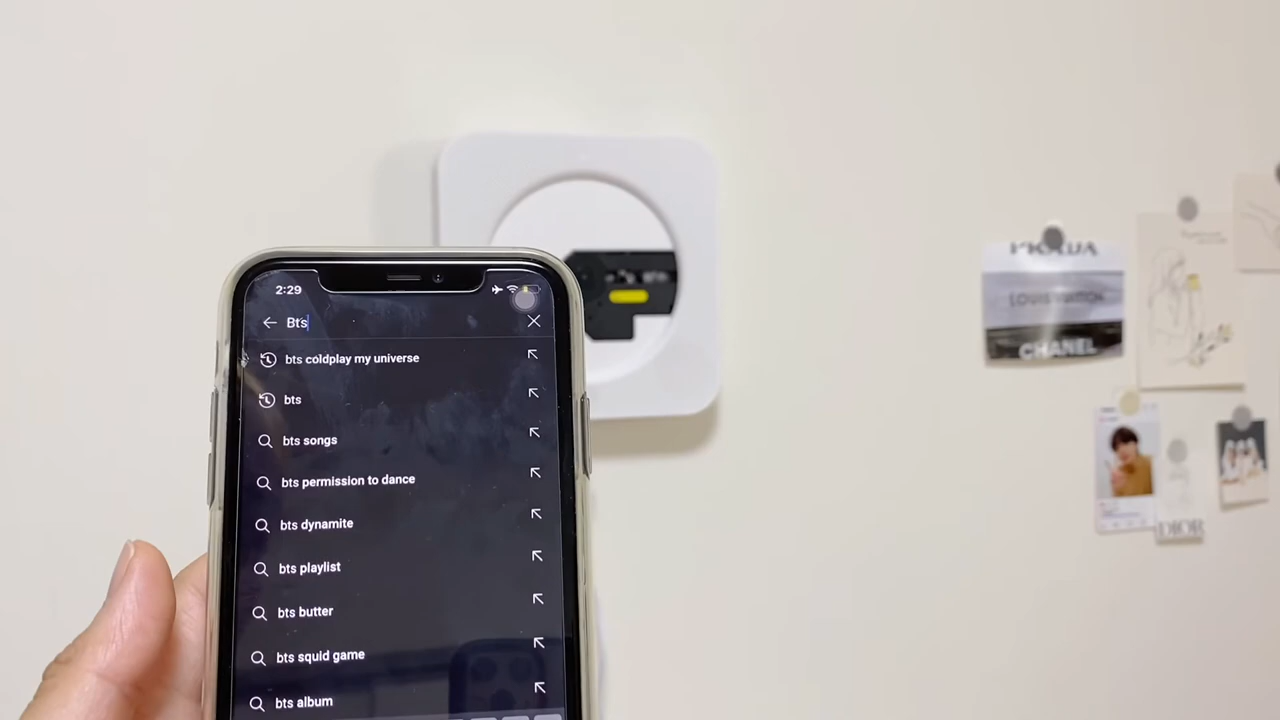 2:29
Bts
bts coldplay my universe
bts
bts songs
bts permission to dance
bts dynamite
bts playlist
bts butter
bts squid game
bts album
PRADA
LOUIS VUITTON
CHANEL
DIOR